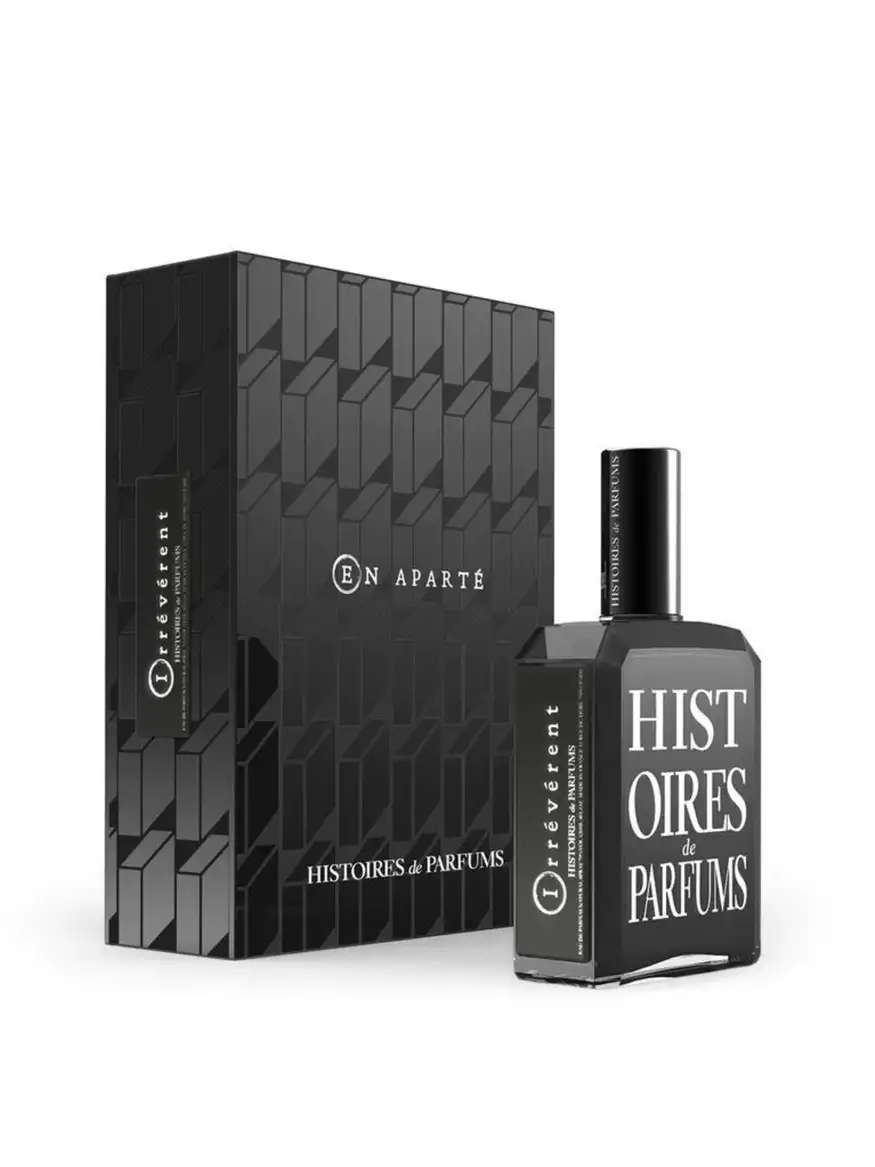 EN APARTÉ
HISTOIRES de PARFUMS
Irrévérent
HISTOIRES de PARFUMS
HISTOIRES de PARFUMS
Irrévérent
HISTOIRES de PARFUMS
HIST
OIRES
de
PARFUMS